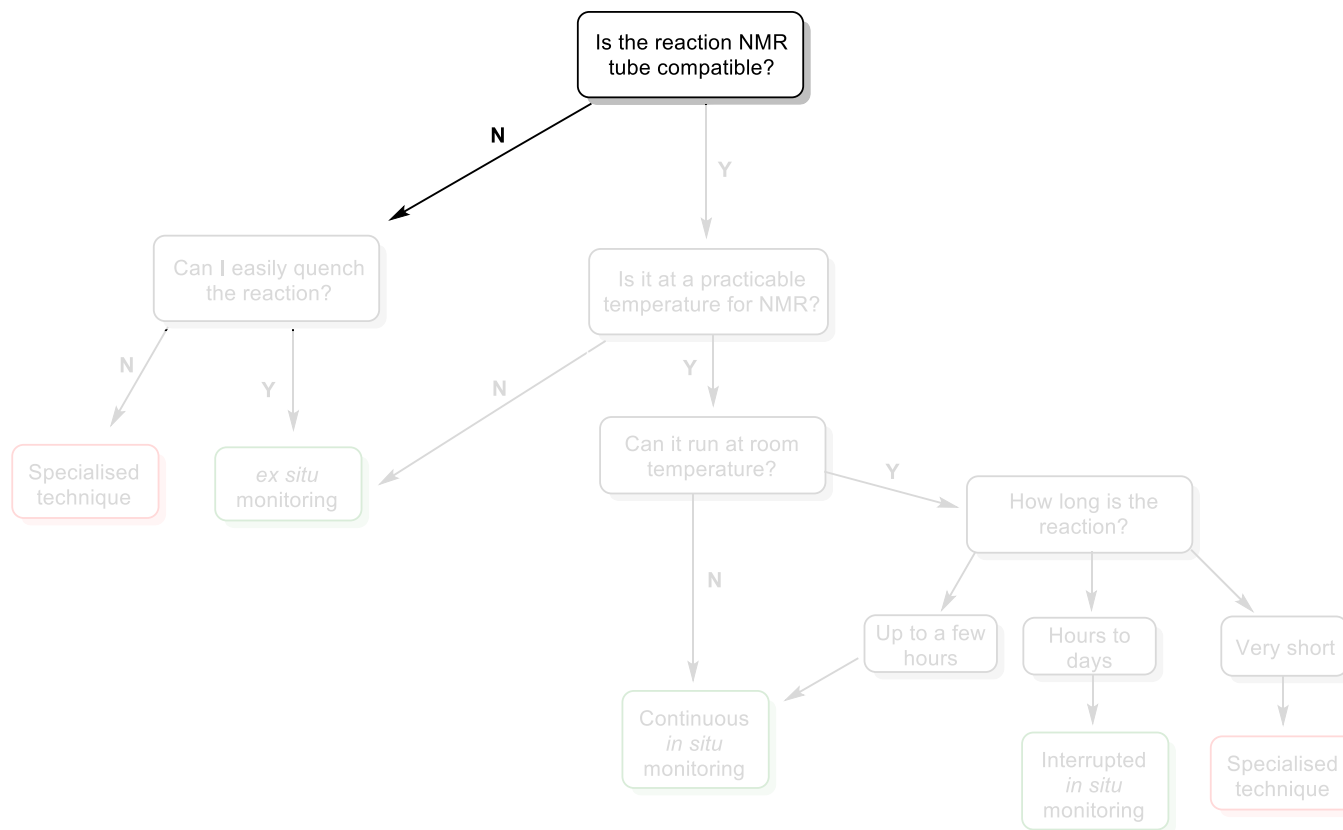 Is the reaction NMR
tube compatible?
N
Y
Can I easily quench
the reaction?
Is it at a practicable
temperature for NMR?
N
Y
N
Y
Specialised
technique
ex situ
monitoring
Can it run at room
temperature?
Y
How long is the
reaction?
N
Up to a few
hours
Hours to
days
Very short
Continuous
in situ
monitoring
Interrupted
in situ
monitoring
Specialised
technique